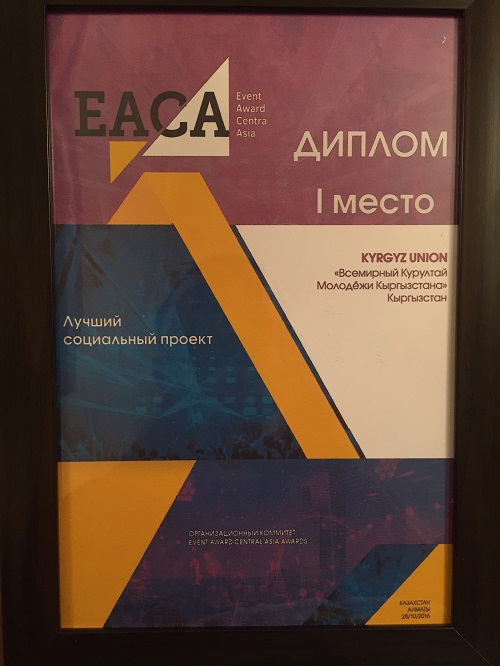 EACA
Event
Award
Centra
Asia
ДИПЛОМ
I место
KYRGYZ UNION
«Всемирный Курултай
Молодёжи Кыргызстана»
Кыргызстан
Лучший
социальный проект
ОРГАНИЗАЦИОННЫЙ КОММИТЕТ
EVENT AWARD CENTRAL ASIA AWARDS
КАЗАХСТАН
АЛМАТЫ
28/10/2016